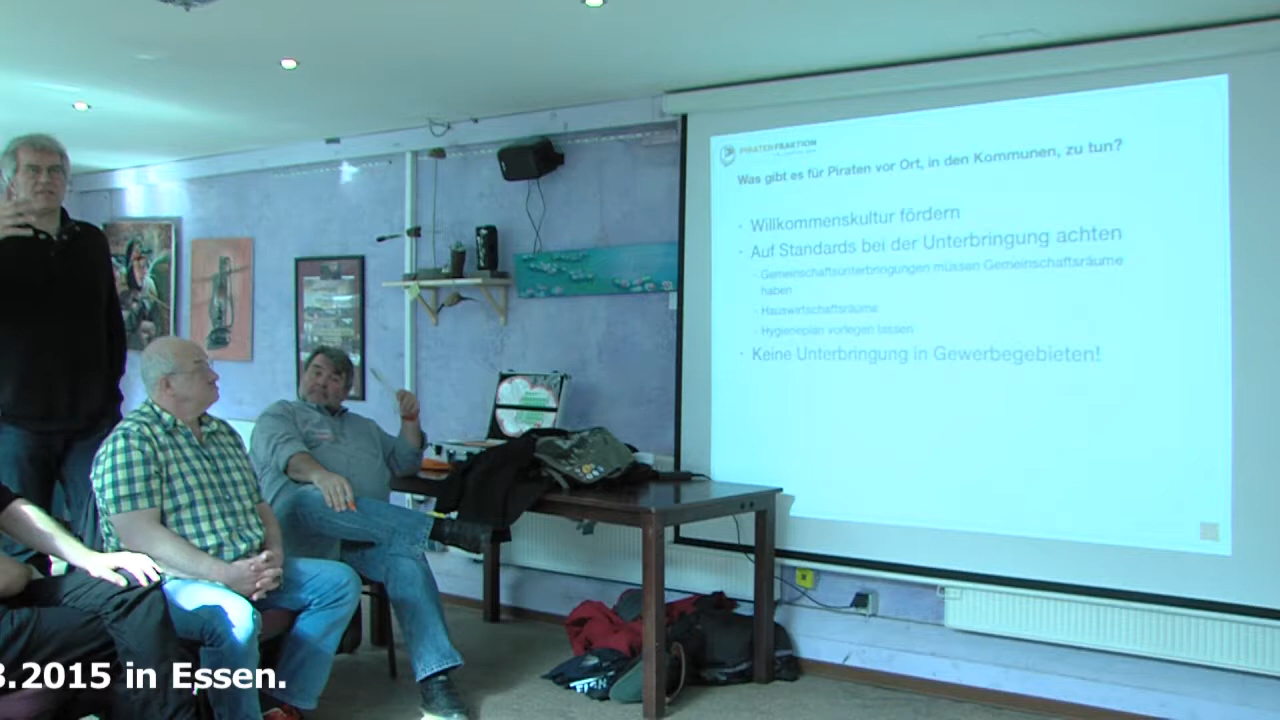 PIRATENFRAKTION
Was gibt es für Piraten vor Ort, in den Kommunen, zu tun?
· Willkommenskultur fördern
· Auf Standards bei der Unterbringung achten
- Gemeinschaftsunterbringungen müssen Gemeinschaftsräume
haben
- Hauswirtschaftsräume
- Hygieneplan vorlegen lassen
· Keine Unterbringung in Gewerbegebieten!
.2015 in Essen.